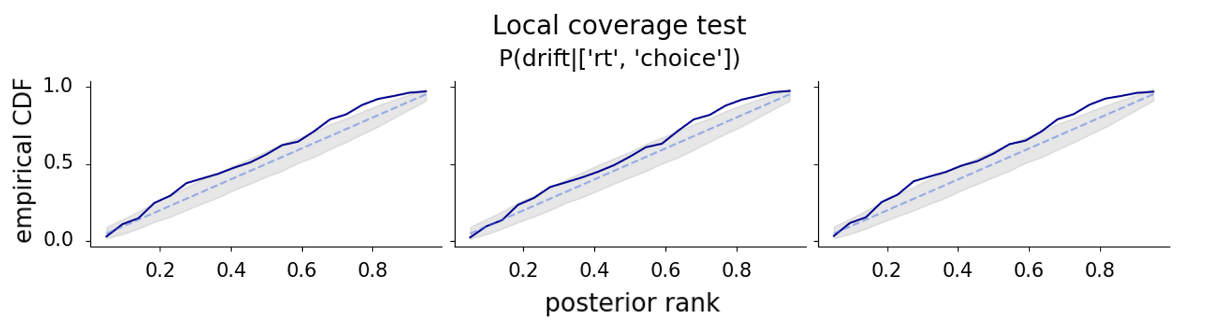 Local coverage test
P(drift|['rt', 'choice'])
empirical CDF
1.0
0.5
0.0
0.2 0.4 0.6 0.8
0.2 0.4 0.6 0.8
0.2 0.4 0.6 0.8
posterior rank